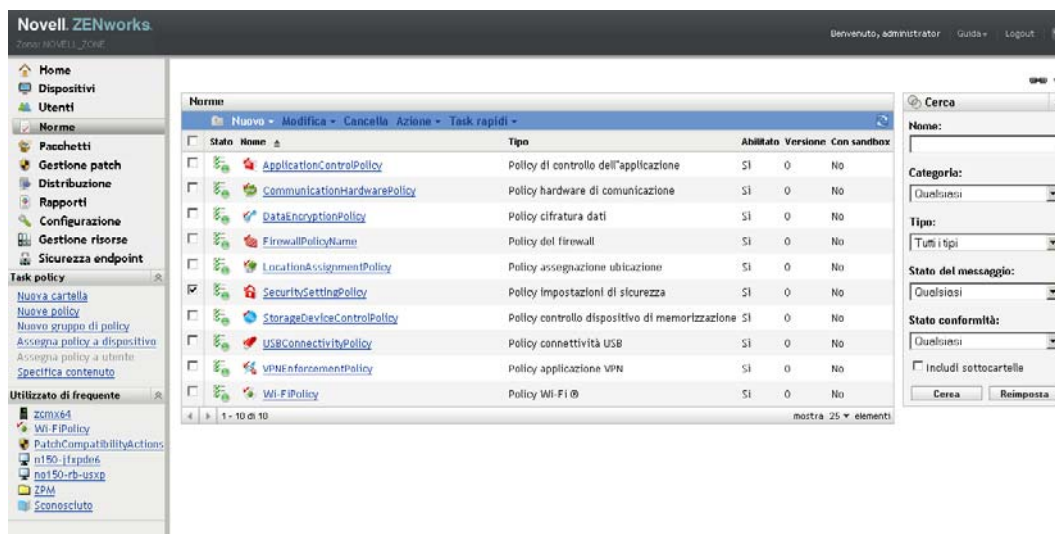 Novell. ZENworks.
Zona: NOVELL_ZONE
Benvenuto, administrator Guida Logout
Home
Dispositivi
Utenti
Norme
Pacchetti
Gestione patch
Distribuzione
Rapporti
Configurazione
Gestione risorse
Sicurezza endpoint
Task policy
Nuova cartella
Nuove policy
Nuovo gruppo di policy
Assegna policy a dispositivo
Assegna policy a utente
Specifica contenuto
Utilizzato di frequente
zcmx64
Wi-FiPolicy
PatchCompatibilityActions
n150-jfxpde6
no150-rb-usxp
ZPM
Sconosciuto
Norme
Nuovo Modifica Cancella Azione Task rapidi
Stato Nome Tipo Abilitato Versione Con sandbox
ApplicationControlPolicy Policy di controllo dell"applicazione Sì 0 No
CommunicationHardwarePolicy Policy hardware di comunicazione Sì 0 No
DataEncryptionPolicy Policy cifratura dati Sì 0 No
FirewallPolicyName Policy del firewall Sì 0 No
LocationAssignmentPolicy Policy assegnazione ubicazione Sì 0 No
SecuritySettingPolicy Policy impostazioni di sicurezza Sì 0 No
StorageDeviceControlPolicy Policy controllo dispositivo di memorizzazione Sì 0 No
USBConnectivityPolicy Policy connettività USB Sì 0 No
VPNEnforcementPolicy Policy applicazione VPN Sì 0 No
Wi-FiPolicy Policy Wi-Fi ® Sì 0 No
1 - 10 di 10 mostra 25 elementi
Cerca
Nome:
Categoria:
Qualsiasi
Tipo:
Tutti i tipi
Stato del messaggio:
Qualsiasi
Stato conformità:
Qualsiasi
Includi sottocartelle
Cerca Reimposta